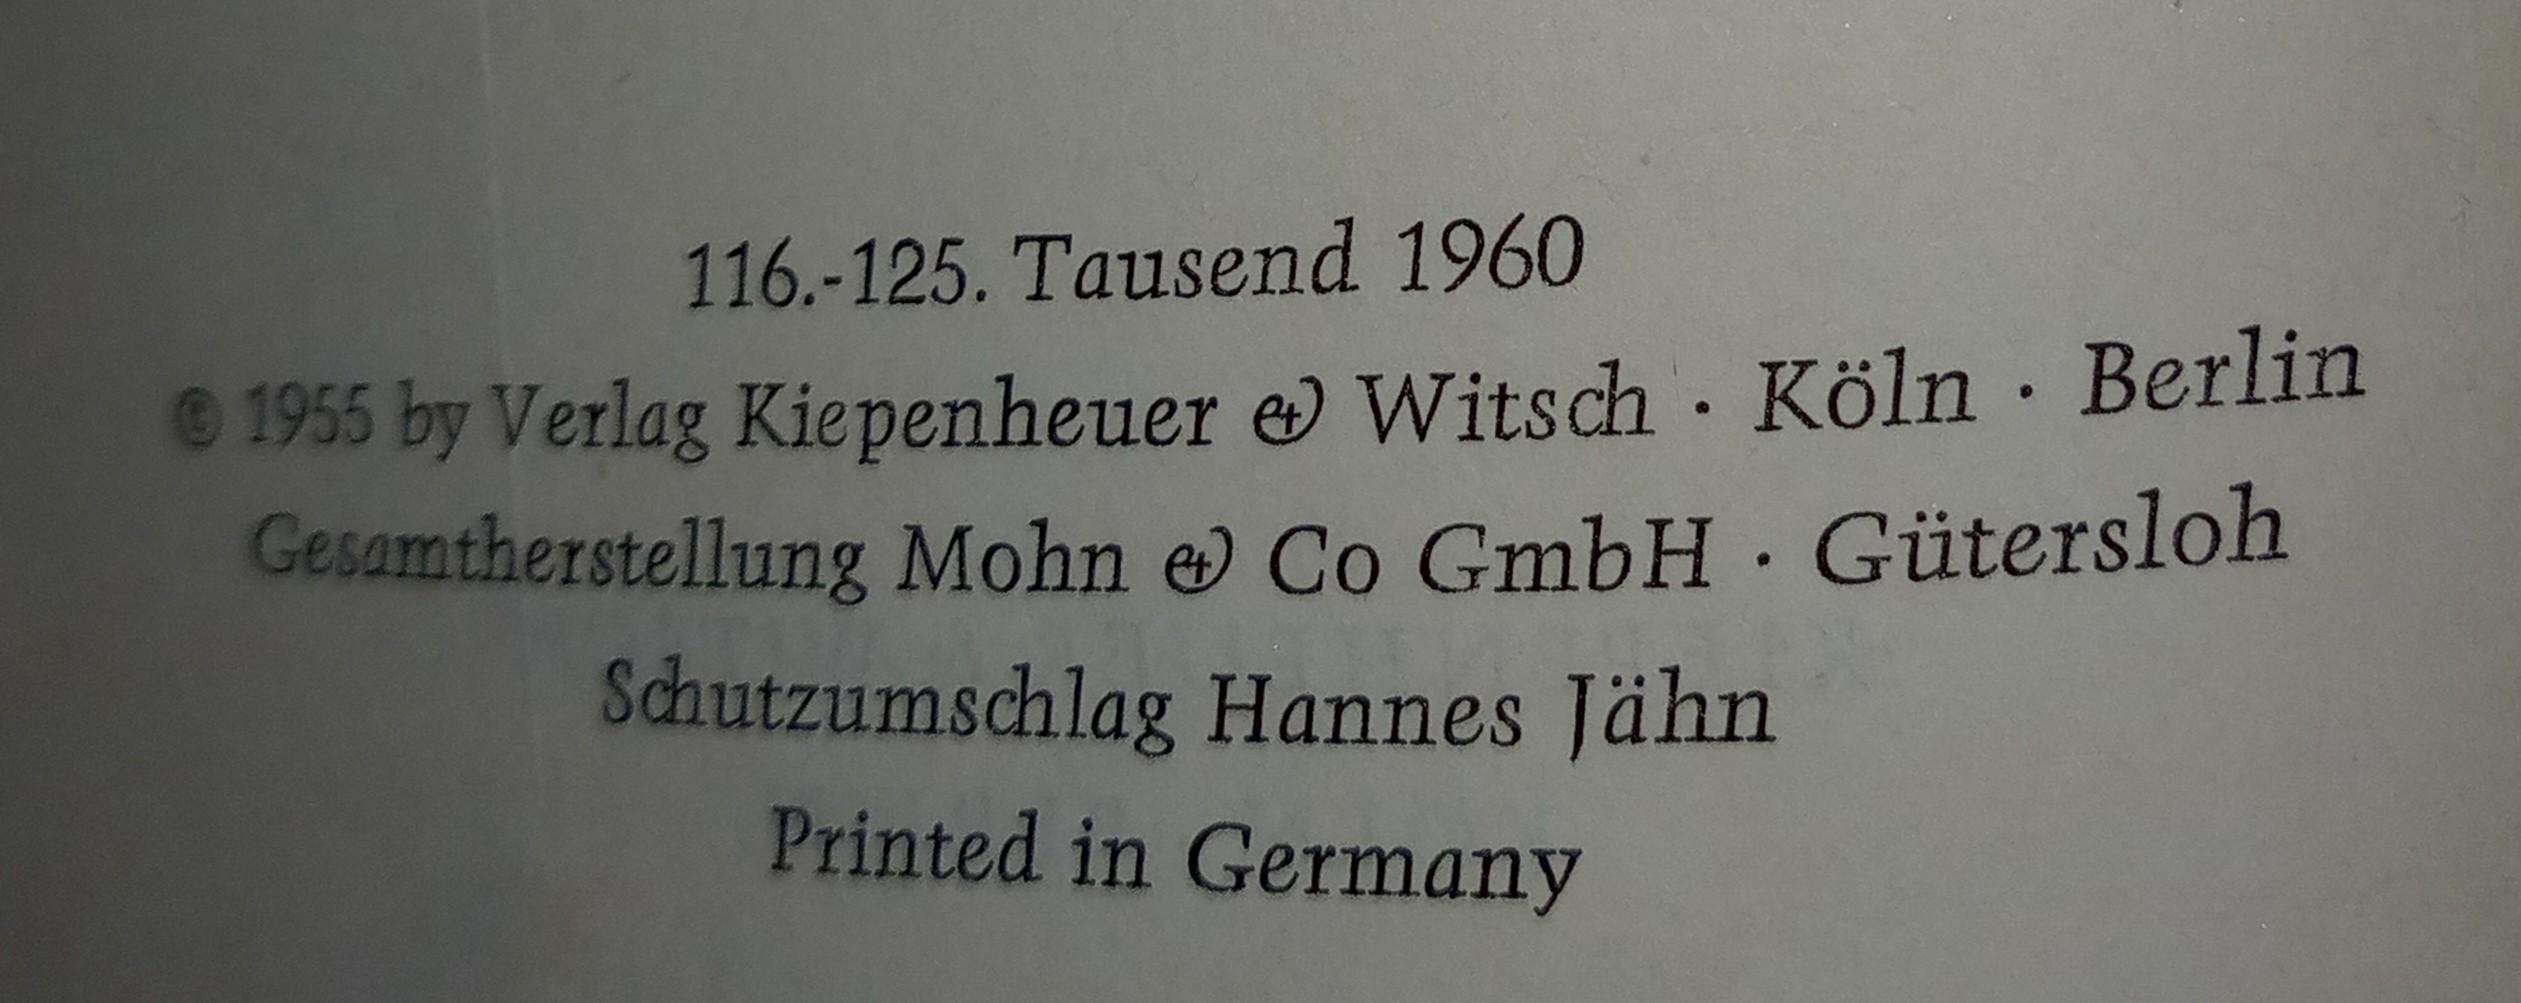 116.-125. Tausend 1960
© 1955 by Verlag Kiepenheuer & Witsch · Köln · Berlin
Gesamtherstellung Mohn & Co GmbH · Gütersloh
Schutzumschlag Hannes Jähn
Printed in Germany